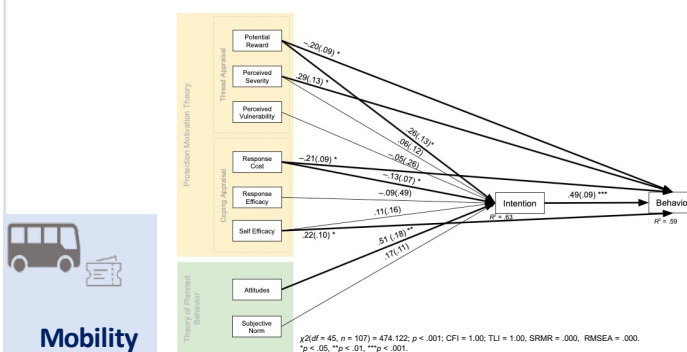 Protection Motivation Theory
Thread Appraisal
Potential
Reward
Perceived
Severity
Perceived
Vulnerability
Coping Appraisal
Response
Cost
Response
Efficacy
Self Efficacy
Theory of Planned
Behavior
Attitudes
Subjective
Norm
–.20(.09) *
.29(.13) *
.26(.13)*
.06(.12)
–.05(.26)
–.21(.09) *
–.13(.07) *
–.09(.49)
.11(.16)
.22(.10) *
.51 (.18) **
.17(.11)
Intention
R² = .63
.49(.09) ***
Behavio
R² = .59
Mobility
χ2(df = 45, n = 107) = 474.122; p < .001; CFI = 1.00; TLI = 1.00, SRMR = .000, RMSEA = .000.
*p < .05, **p < .01, ***p < .001.